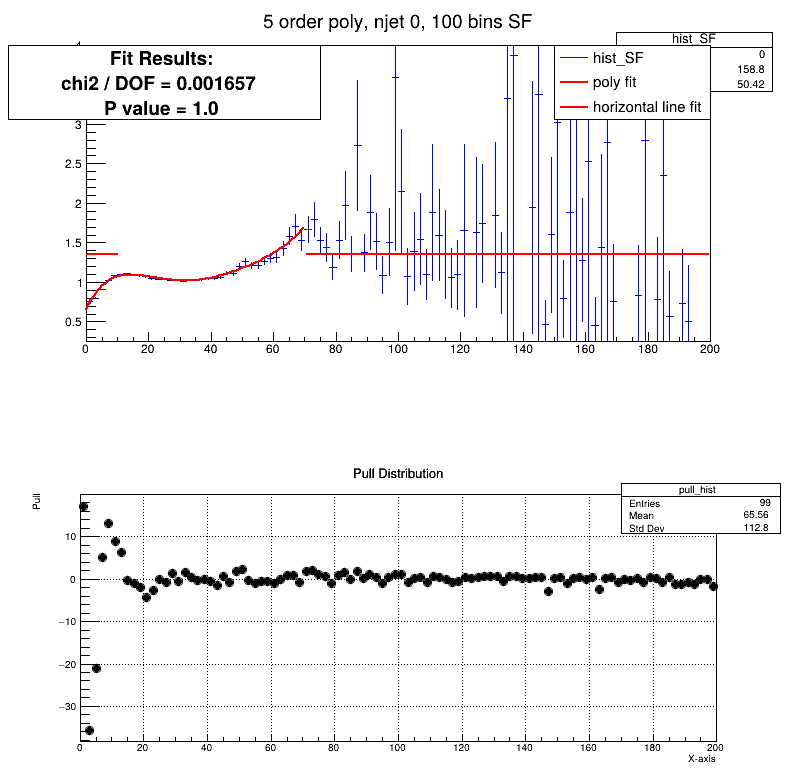 5 order poly, njet 0, 100 bins SF
hist_SF
0
158.8
50.42
Fit Results:
chi2 / DOF = 0.001657
P value = 1.0
hist_SF
poly fit
horizontal line fit
3
2.5
2
1.5
1
0.5
0 20 40 60 80 100 120 140 160 180 200
Pull Distribution
Pull
pull_hist
Entries 99
Mean 65.56
Std Dev 112.8
10
0
−10
−20
−30
0 20 40 60 80 100 120 140 160 180 200
X-axis